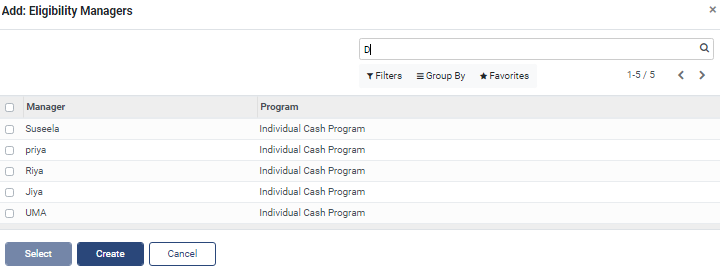 Add: Eligibility Managers ×
D
Filters Group By Favorites 1-5 / 5
Manager Program
Suseela Individual Cash Program
priya Individual Cash Program
Riya Individual Cash Program
Jiya Individual Cash Program
UMA Individual Cash Program
Select Create Cancel